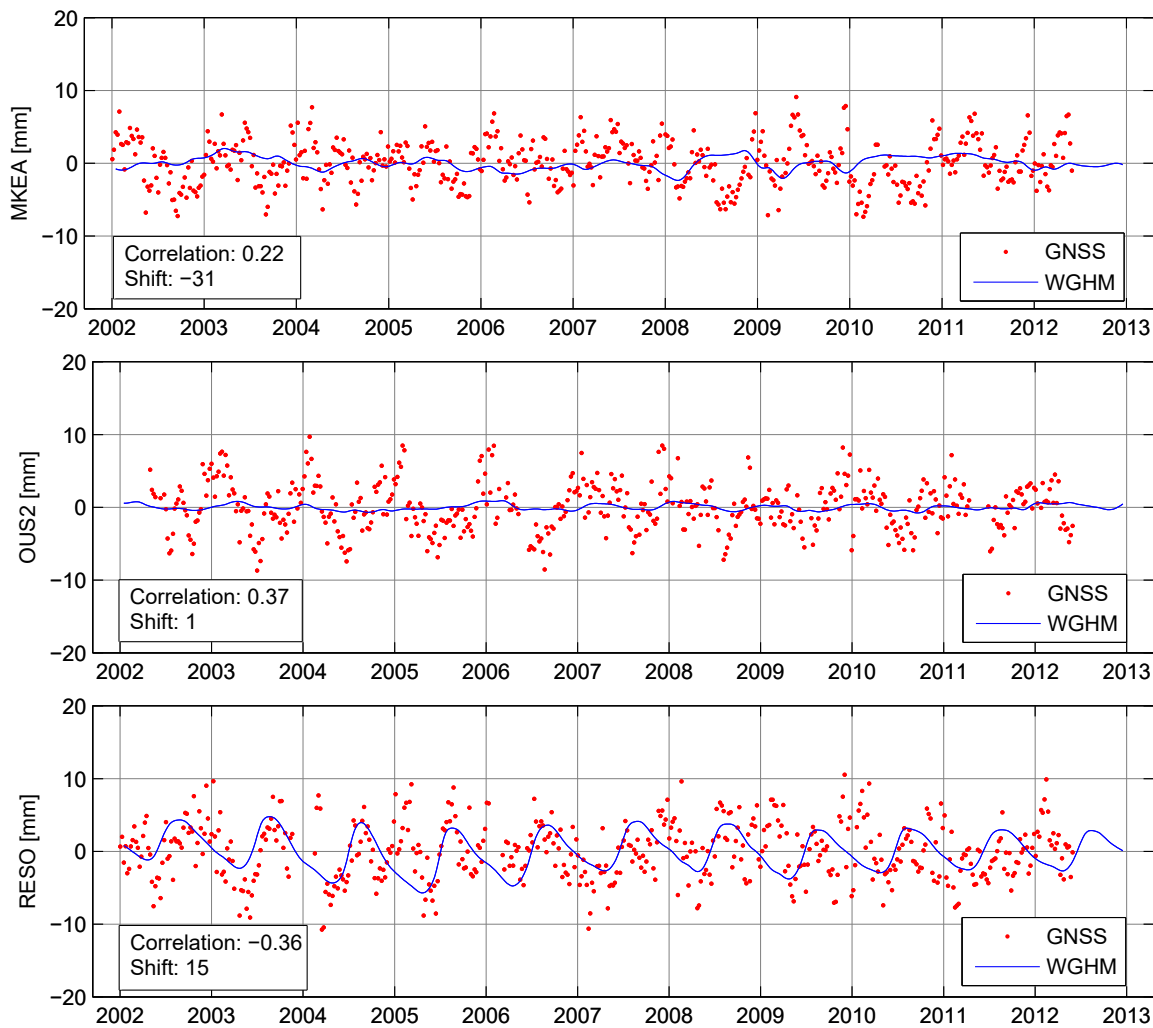 20
10
0
−10
−20
MKEA [mm]
Correlation: 0.22
Shift: −31
GNSS
WGHM
2002 2003 2004 2005 2006 2007 2008 2009 2010 2011 2012 2013
20
10
0
−10
−20
OUS2 [mm]
Correlation: 0.37
Shift: 1
GNSS
WGHM
2002 2003 2004 2005 2006 2007 2008 2009 2010 2011 2012 2013
20
10
0
−10
−20
RESO [mm]
Correlation: −0.36
Shift: 15
GNSS
WGHM
2002 2003 2004 2005 2006 2007 2008 2009 2010 2011 2012 2013